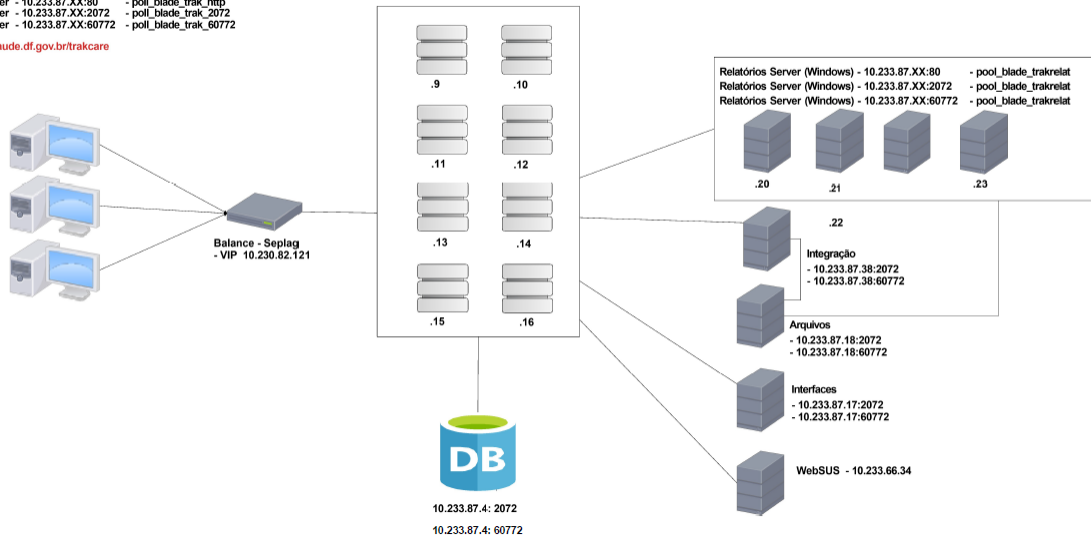 er - 10.233.87.XX:80 - poll_blade_trak_http
er - 10.233.87.XX:2072 - poll_blade_trak_2072
er - 10.233.87.XX:60772 - poll_blade_trak_60772
aude.df.gov.br/trakcare
.9 .10
Relatórios Server (Windows) - 10.233.87.XX:80 - pool_blade_trakrelat
Relatórios Server (Windows) - 10.233.87.XX:2072 - pool_blade_trakrelat
Relatórios Server (Windows) - 10.233.87.XX:60772 - pool_blade_trakrelat
.11 .12
.20 .21 .23
.22
.13 .14
Balance - Seplag
- VIP 10.230.82.121
Integração
- 10.233.87.38:2072
- 10.233.87.38:60772
.15 .16
Arquivos
- 10.233.87.18:2072
- 10.233.87.18:60772
Interfaces
- 10.233.87.17:2072
- 10.233.87.17:60772
DB
WebSUS - 10.233.66.34
10.233.87.4: 2072
10.233.87.4: 60772